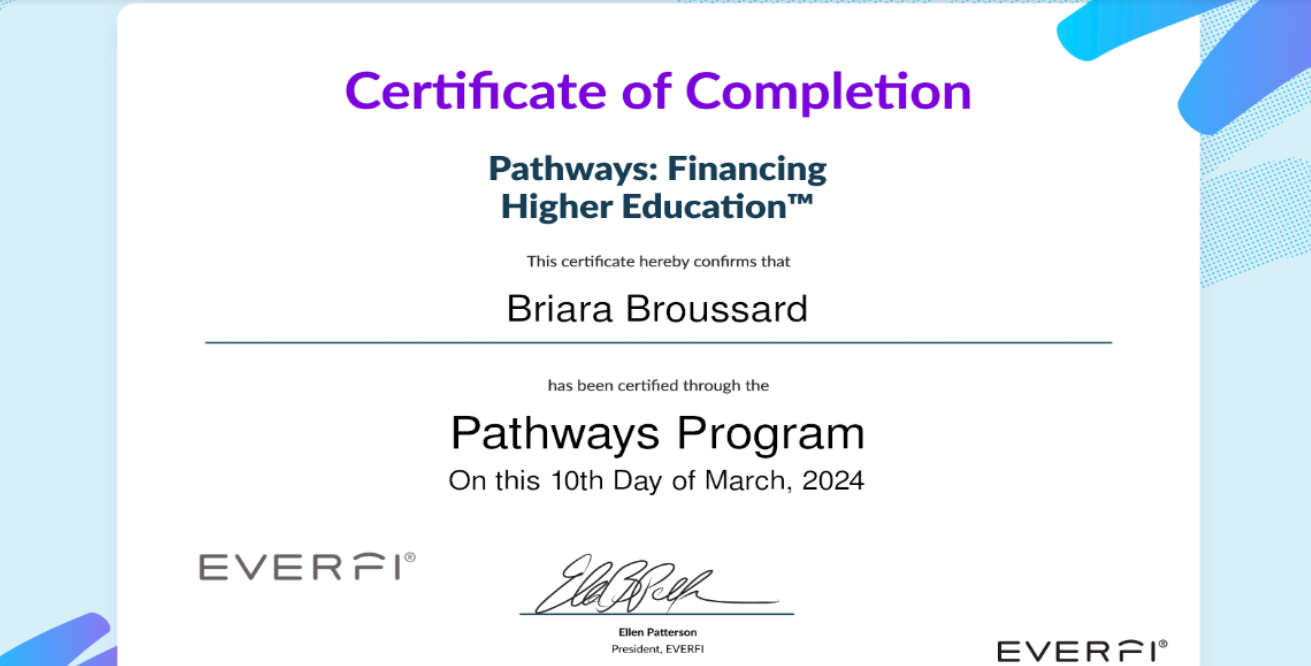 Certificate of Completion
Pathways: Financing
Higher Education™
This certificate hereby confirms that
Briara Broussard
has been certified through the
Pathways Program
On this 10th Day of March, 2024
EVERFI®
Ellen Patterson
President, EVERFI
EVERFI®